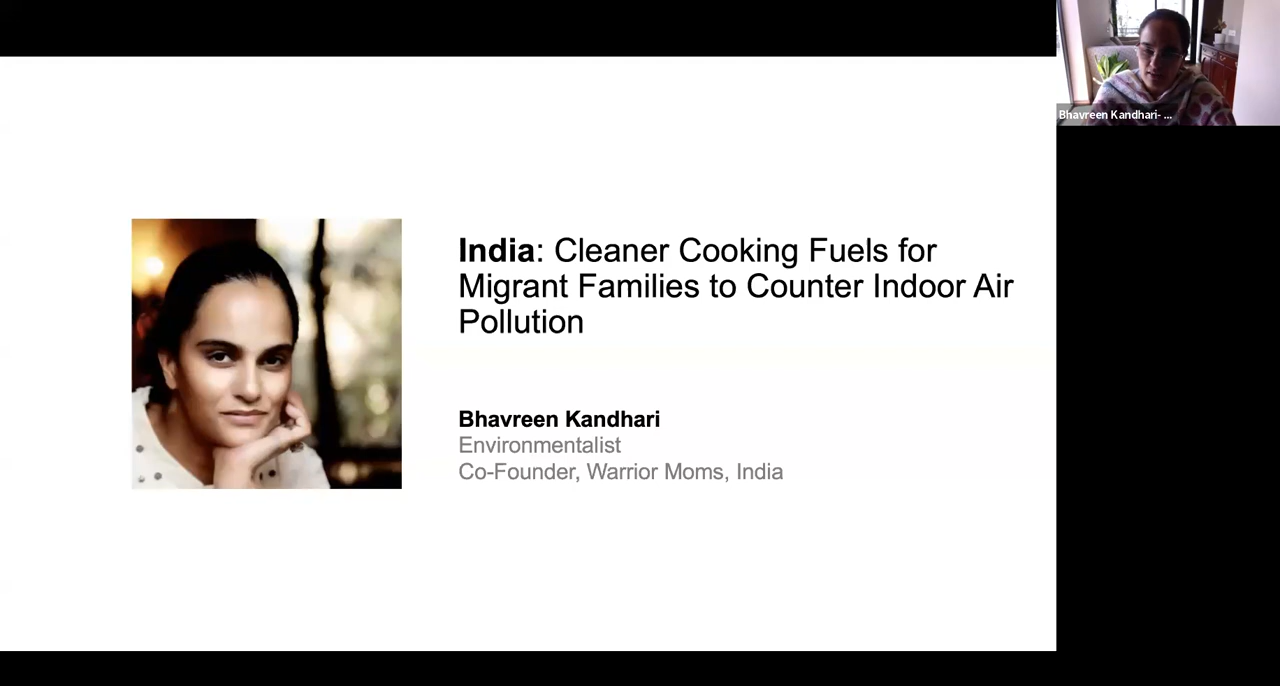 India: Cleaner Cooking Fuels for
Migrant Families to Counter Indoor Air
Pollution
Bhavreen Kandhari
Environmentalist
Co-Founder, Warrior Moms, India
Bhavreen Kandhari- ...